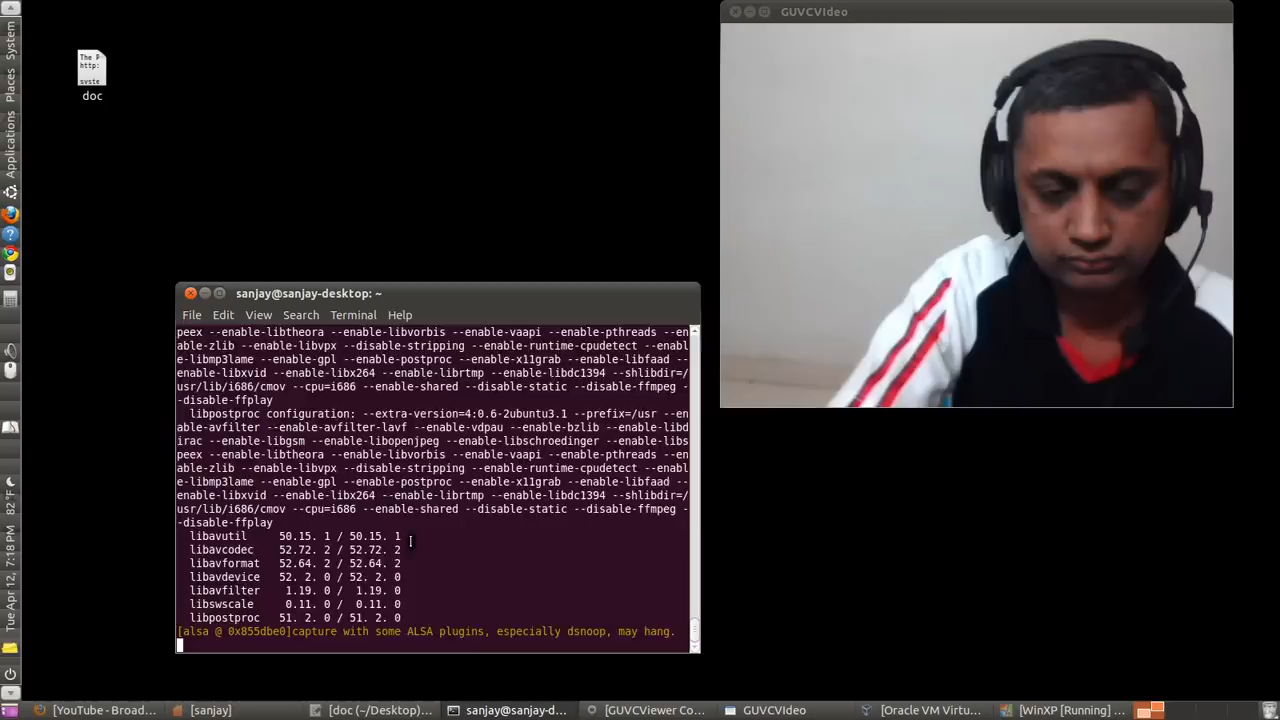 System
Places
Applications
82 °F
Tue Apr 12, 7:18 PM
The P
http:
syste
doc
GUVCVIdeo
sanjay@sanjay-desktop: ~
File Edit View Search Terminal Help
peex --enable-libtheora --enable-libvorbis --enable-vaapi --enable-pthreads --en
able-zlib --enable-libvpx --disable-stripping --enable-runtime-cpudetect --enabl
e-libmp3lame --enable-gpl --enable-postproc --enable-x11grab --enable-libfaad --
enable-libxvid --enable-libx264 --enable-librtmp --enable-libdc1394 --shlibdir=/
usr/lib/i686/cmov --cpu=i686 --enable-shared --disable-static --disable-ffmpeg -
-disable-ffplay
libpostproc configuration: --extra-version=4:0.6-2ubuntu3.1 --prefix=/usr --en
able-avfilter --enable-avfilter-lavf --enable-vdpau --enable-bzlib --enable-libd
irac --enable-libgsm --enable-libopenjpeg --enable-libschroedinger --enable-libs
peex --enable-libtheora --enable-libvorbis --enable-vaapi --enable-pthreads --en
able-zlib --enable-libvpx --disable-stripping --enable-runtime-cpudetect --enabl
e-libmp3lame --enable-gpl --enable-postproc --enable-x11grab --enable-libfaad --
enable-libxvid --enable-libx264 --enable-librtmp --enable-libdc1394 --shlibdir=/
usr/lib/i686/cmov --cpu=i686 --enable-shared --disable-static --disable-ffmpeg -
-disable-ffplay
libavutil 50.15. 1 / 50.15. 1
libavcodec 52.72. 2 / 52.72. 2
libavformat 52.64. 2 / 52.64. 2
libavdevice 52. 2. 0 / 52. 2. 0
libavfilter 1.19. 0 / 1.19. 0
libswscale 0.11. 0 / 0.11. 0
libpostproc 51. 2. 0 / 51. 2. 0
[alsa @ 0x855dbe0]capture with some ALSA plugins, especially dsnoop, may hang.
[YouTube - Broad... [sanjay] [doc (~/Desktop)... sanjay@sanjay-d... [GUVCViewer Co... GUVCVIdeo [Oracle VM Virtu... [WinXP [Running] ...